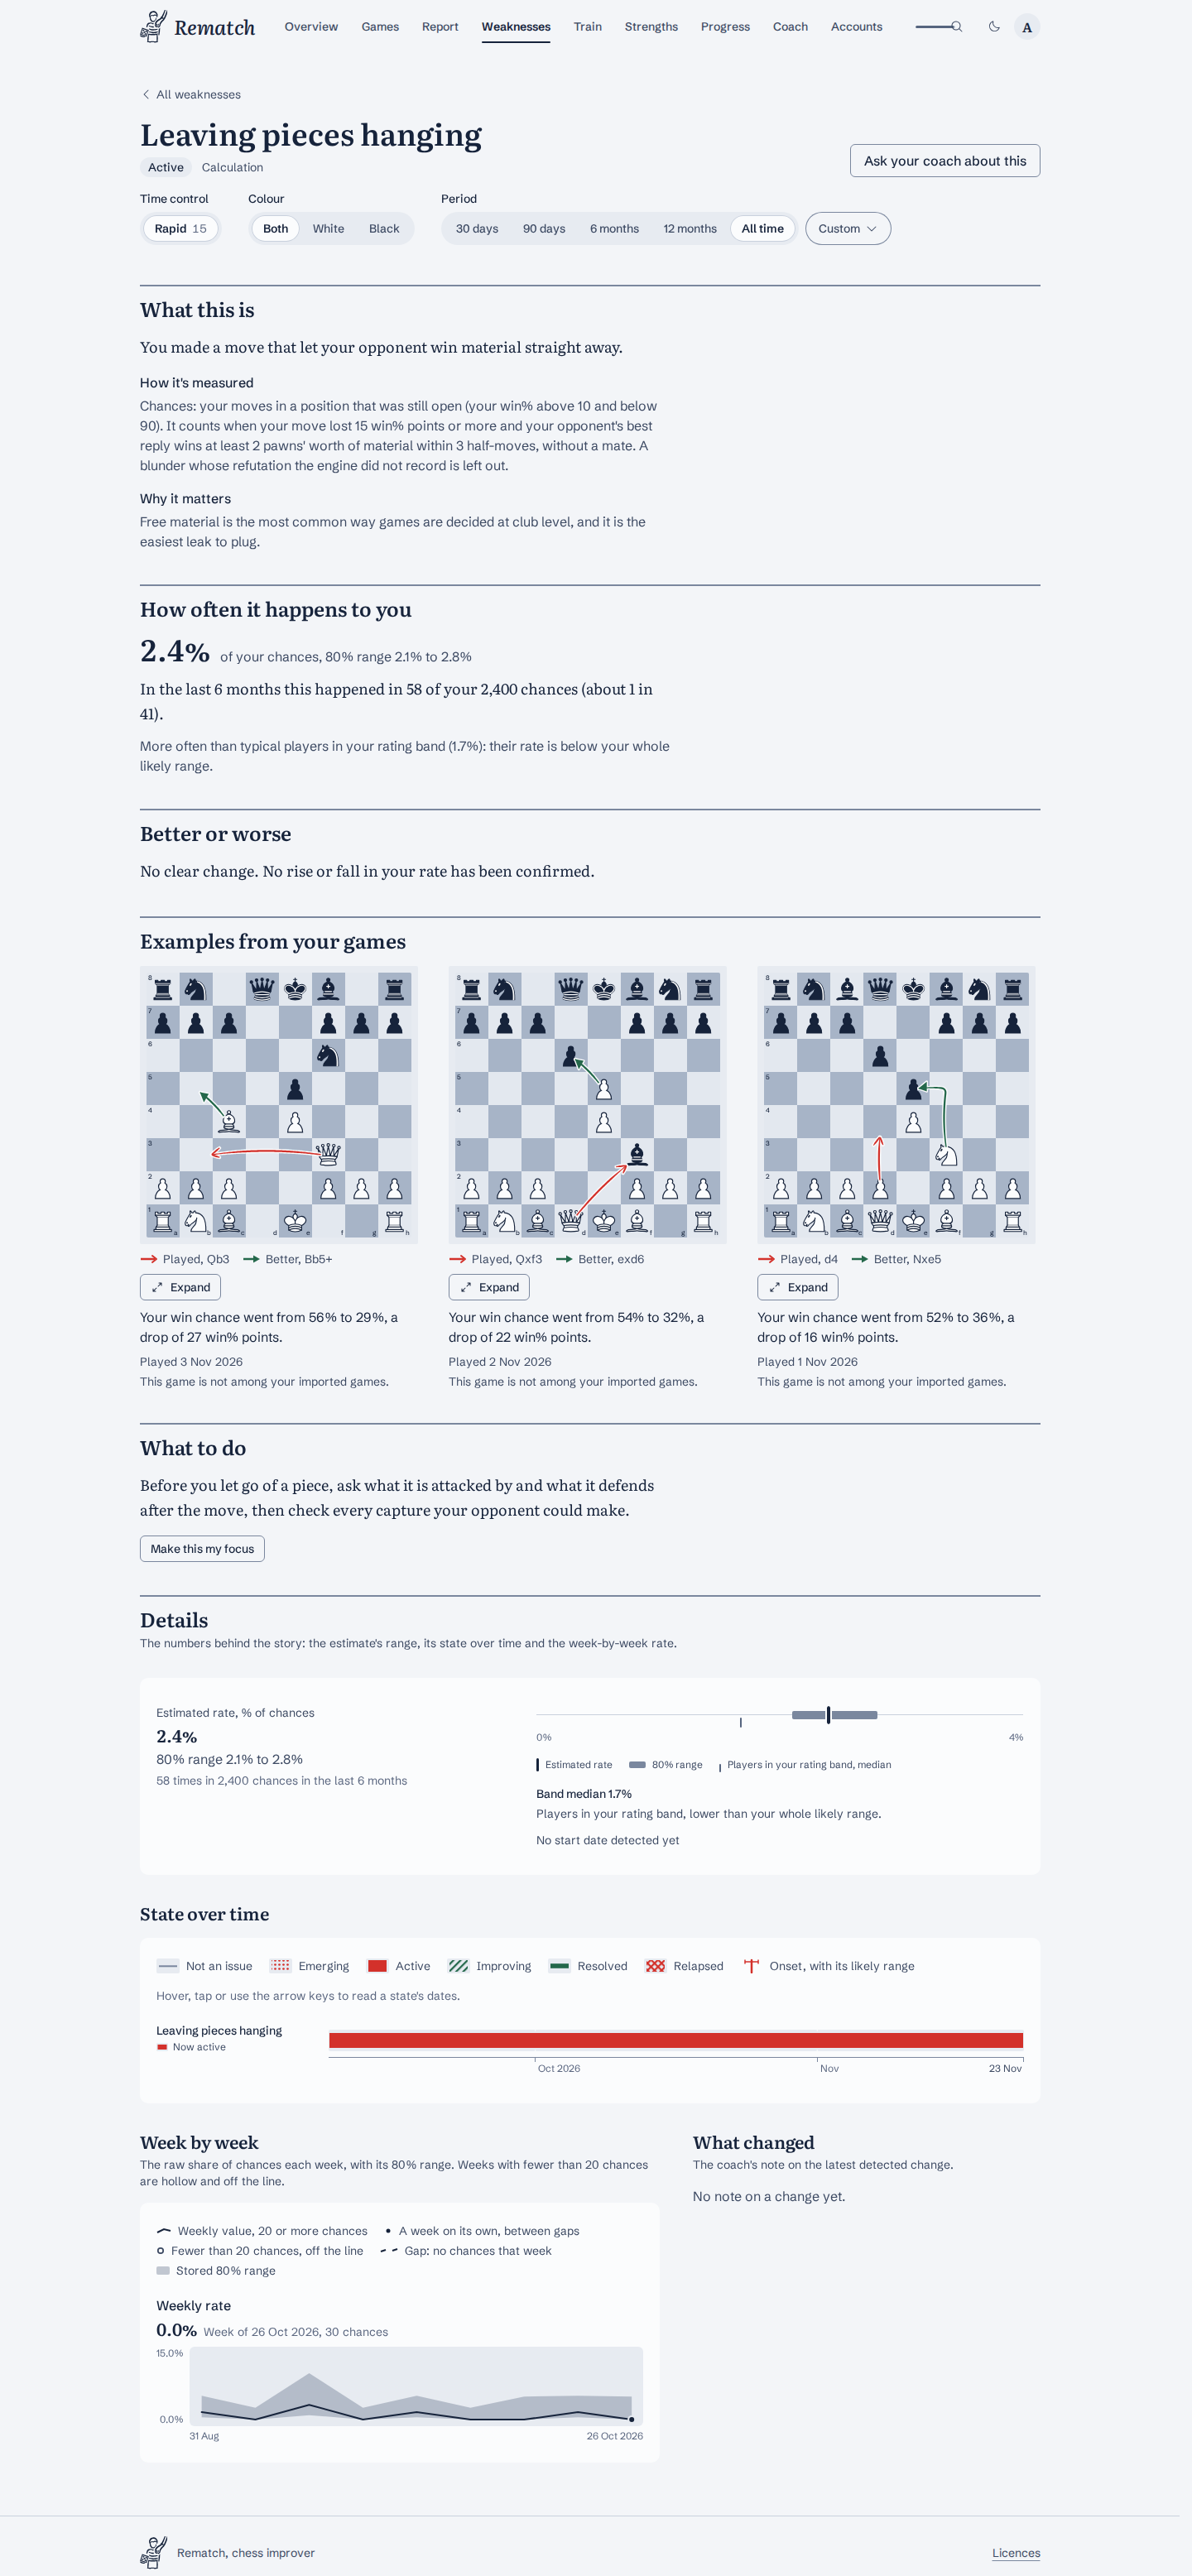 Rematch
Overview
Games
Report
Weaknesses
Train
Strengths
Progress
Coach
Accounts
A
All weaknesses
Leaving pieces hanging
Active Calculation
Ask your coach about this
Time control
Colour
Period
Rapid 15
Both White Black
30 days 90 days 6 months 12 months All time
Custom
What this is
You made a move that let your opponent win material straight away.
How it's measured
Chances: your moves in a position that was still open (your win% above 10 and below
90). It counts when your move lost 15 win% points or more and your opponent's best
reply wins at least 2 pawns' worth of material within 3 half-moves, without a mate. A
blunder whose refutation the engine did not record is left out.
Why it matters
Free material is the most common way games are decided at club level, and it is the
easiest leak to plug.
How often it happens to you
2.4% of your chances, 80% range 2.1% to 2.8%
In the last 6 months this happened in 58 of your 2,400 chances (about 1 in
41).
More often than typical players in your rating band (1.7%): their rate is below your whole
likely range.
Better or worse
No clear change. No rise or fall in your rate has been confirmed.
Examples from your games
8
7
6
5
4
3
2
1
a b c d e f g h
Played, Qb3 Better, Bb5+
Expand
Your win chance went from 56% to 29%, a
drop of 27 win% points.
Played 3 Nov 2026
This game is not among your imported games.
8
7
6
5
4
3
2
1
a b c d e f g h
Played, Qxf3 Better, exd6
Expand
Your win chance went from 54% to 32%, a
drop of 22 win% points.
Played 2 Nov 2026
This game is not among your imported games.
8
7
6
5
4
3
2
1
a b c d e f g h
Played, d4 Better, Nxe5
Expand
Your win chance went from 52% to 36%, a
drop of 16 win% points.
Played 1 Nov 2026
This game is not among your imported games.
What to do
Before you let go of a piece, ask what it is attacked by and what it defends
after the move, then check every capture your opponent could make.
Make this my focus
Details
The numbers behind the story: the estimate's range, its state over time and the week-by-week rate.
Estimated rate, % of chances
2.4%
80% range 2.1% to 2.8%
58 times in 2,400 chances in the last 6 months
0% 4%
Estimated rate 80% range Players in your rating band, median
Band median 1.7%
Players in your rating band, lower than your whole likely range.
No start date detected yet
State over time
Not an issue Emerging Active Improving Resolved Relapsed Onset, with its likely range
Hover, tap or use the arrow keys to read a state's dates.
Leaving pieces hanging
Now active
Oct 2026 Nov 23 Nov
Week by week
The raw share of chances each week, with its 80% range. Weeks with fewer than 20 chances
are hollow and off the line.
Weekly value, 20 or more chances A week on its own, between gaps
Fewer than 20 chances, off the line Gap: no chances that week
Stored 80% range
Weekly rate
0.0% Week of 26 Oct 2026, 30 chances
15.0%
0.0%
31 Aug 26 Oct 2026
What changed
The coach's note on the latest detected change.
No note on a change yet.
Rematch, chess improver
Licences